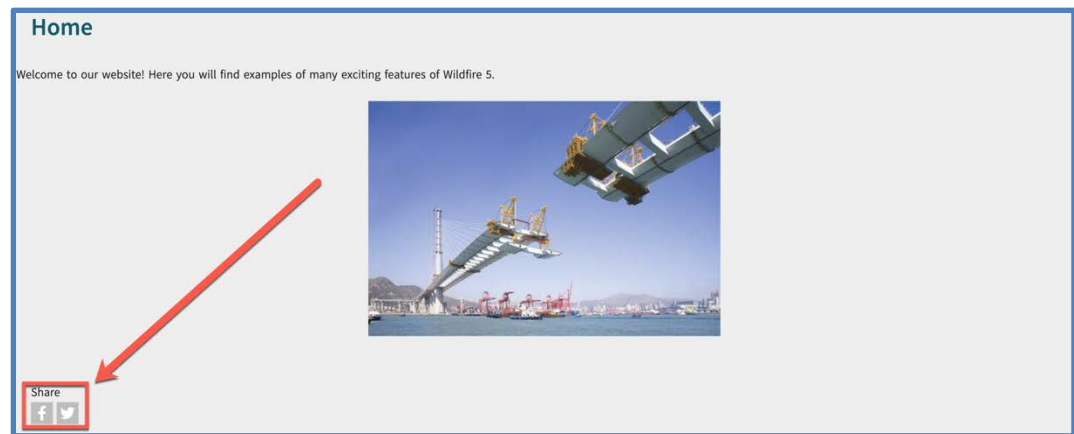 Home
Welcome to our website! Here you will find examples of many exciting features of Wildfire 5.
Share